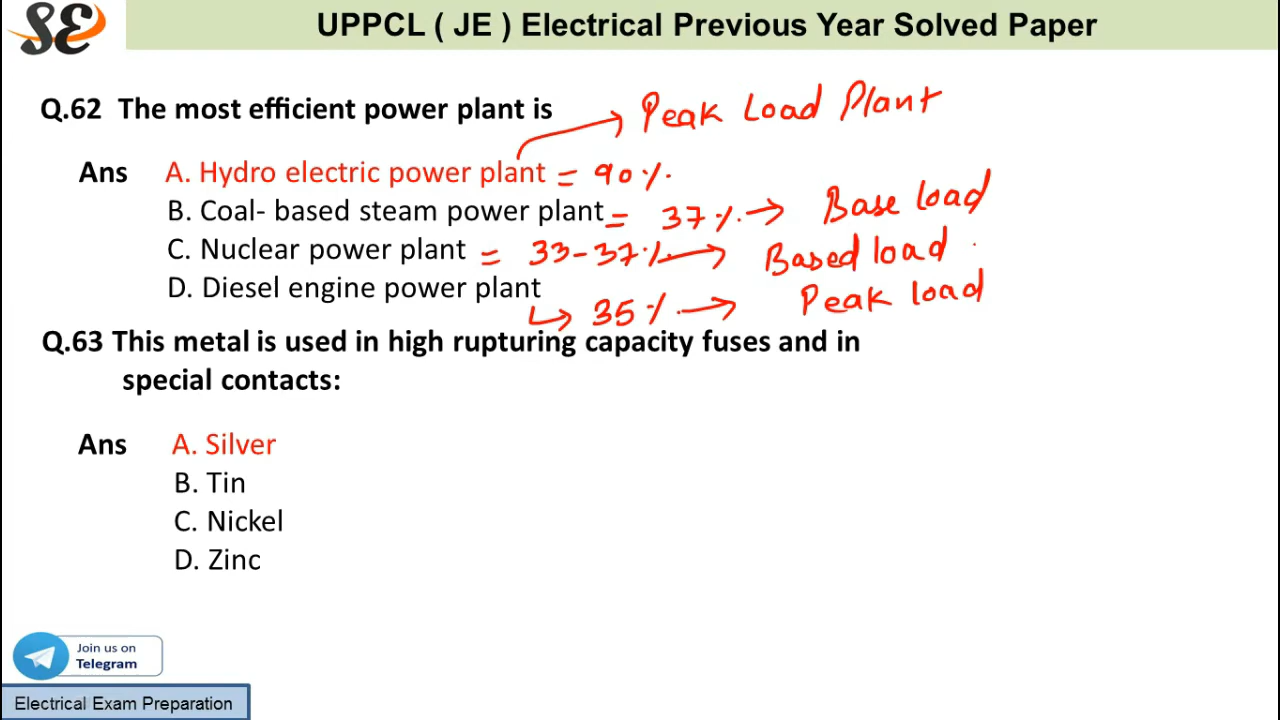 SE
UPPCL ( JE ) Electrical Previous Year Solved Paper
Q.62 The most efficient power plant is
Peak Load Plant
Ans A. Hydro electric power plant = 90%.
B. Coal- based steam power plant = 37%. → Base load
C. Nuclear power plant = 33-37%. → Based load
D. Diesel engine power plant
↳ 35%. → Peak load
Q.63 This metal is used in high rupturing capacity fuses and in
special contacts:
Ans A. Silver
B. Tin
C. Nickel
D. Zinc
Join us on
Telegram
Electrical Exam Preparation